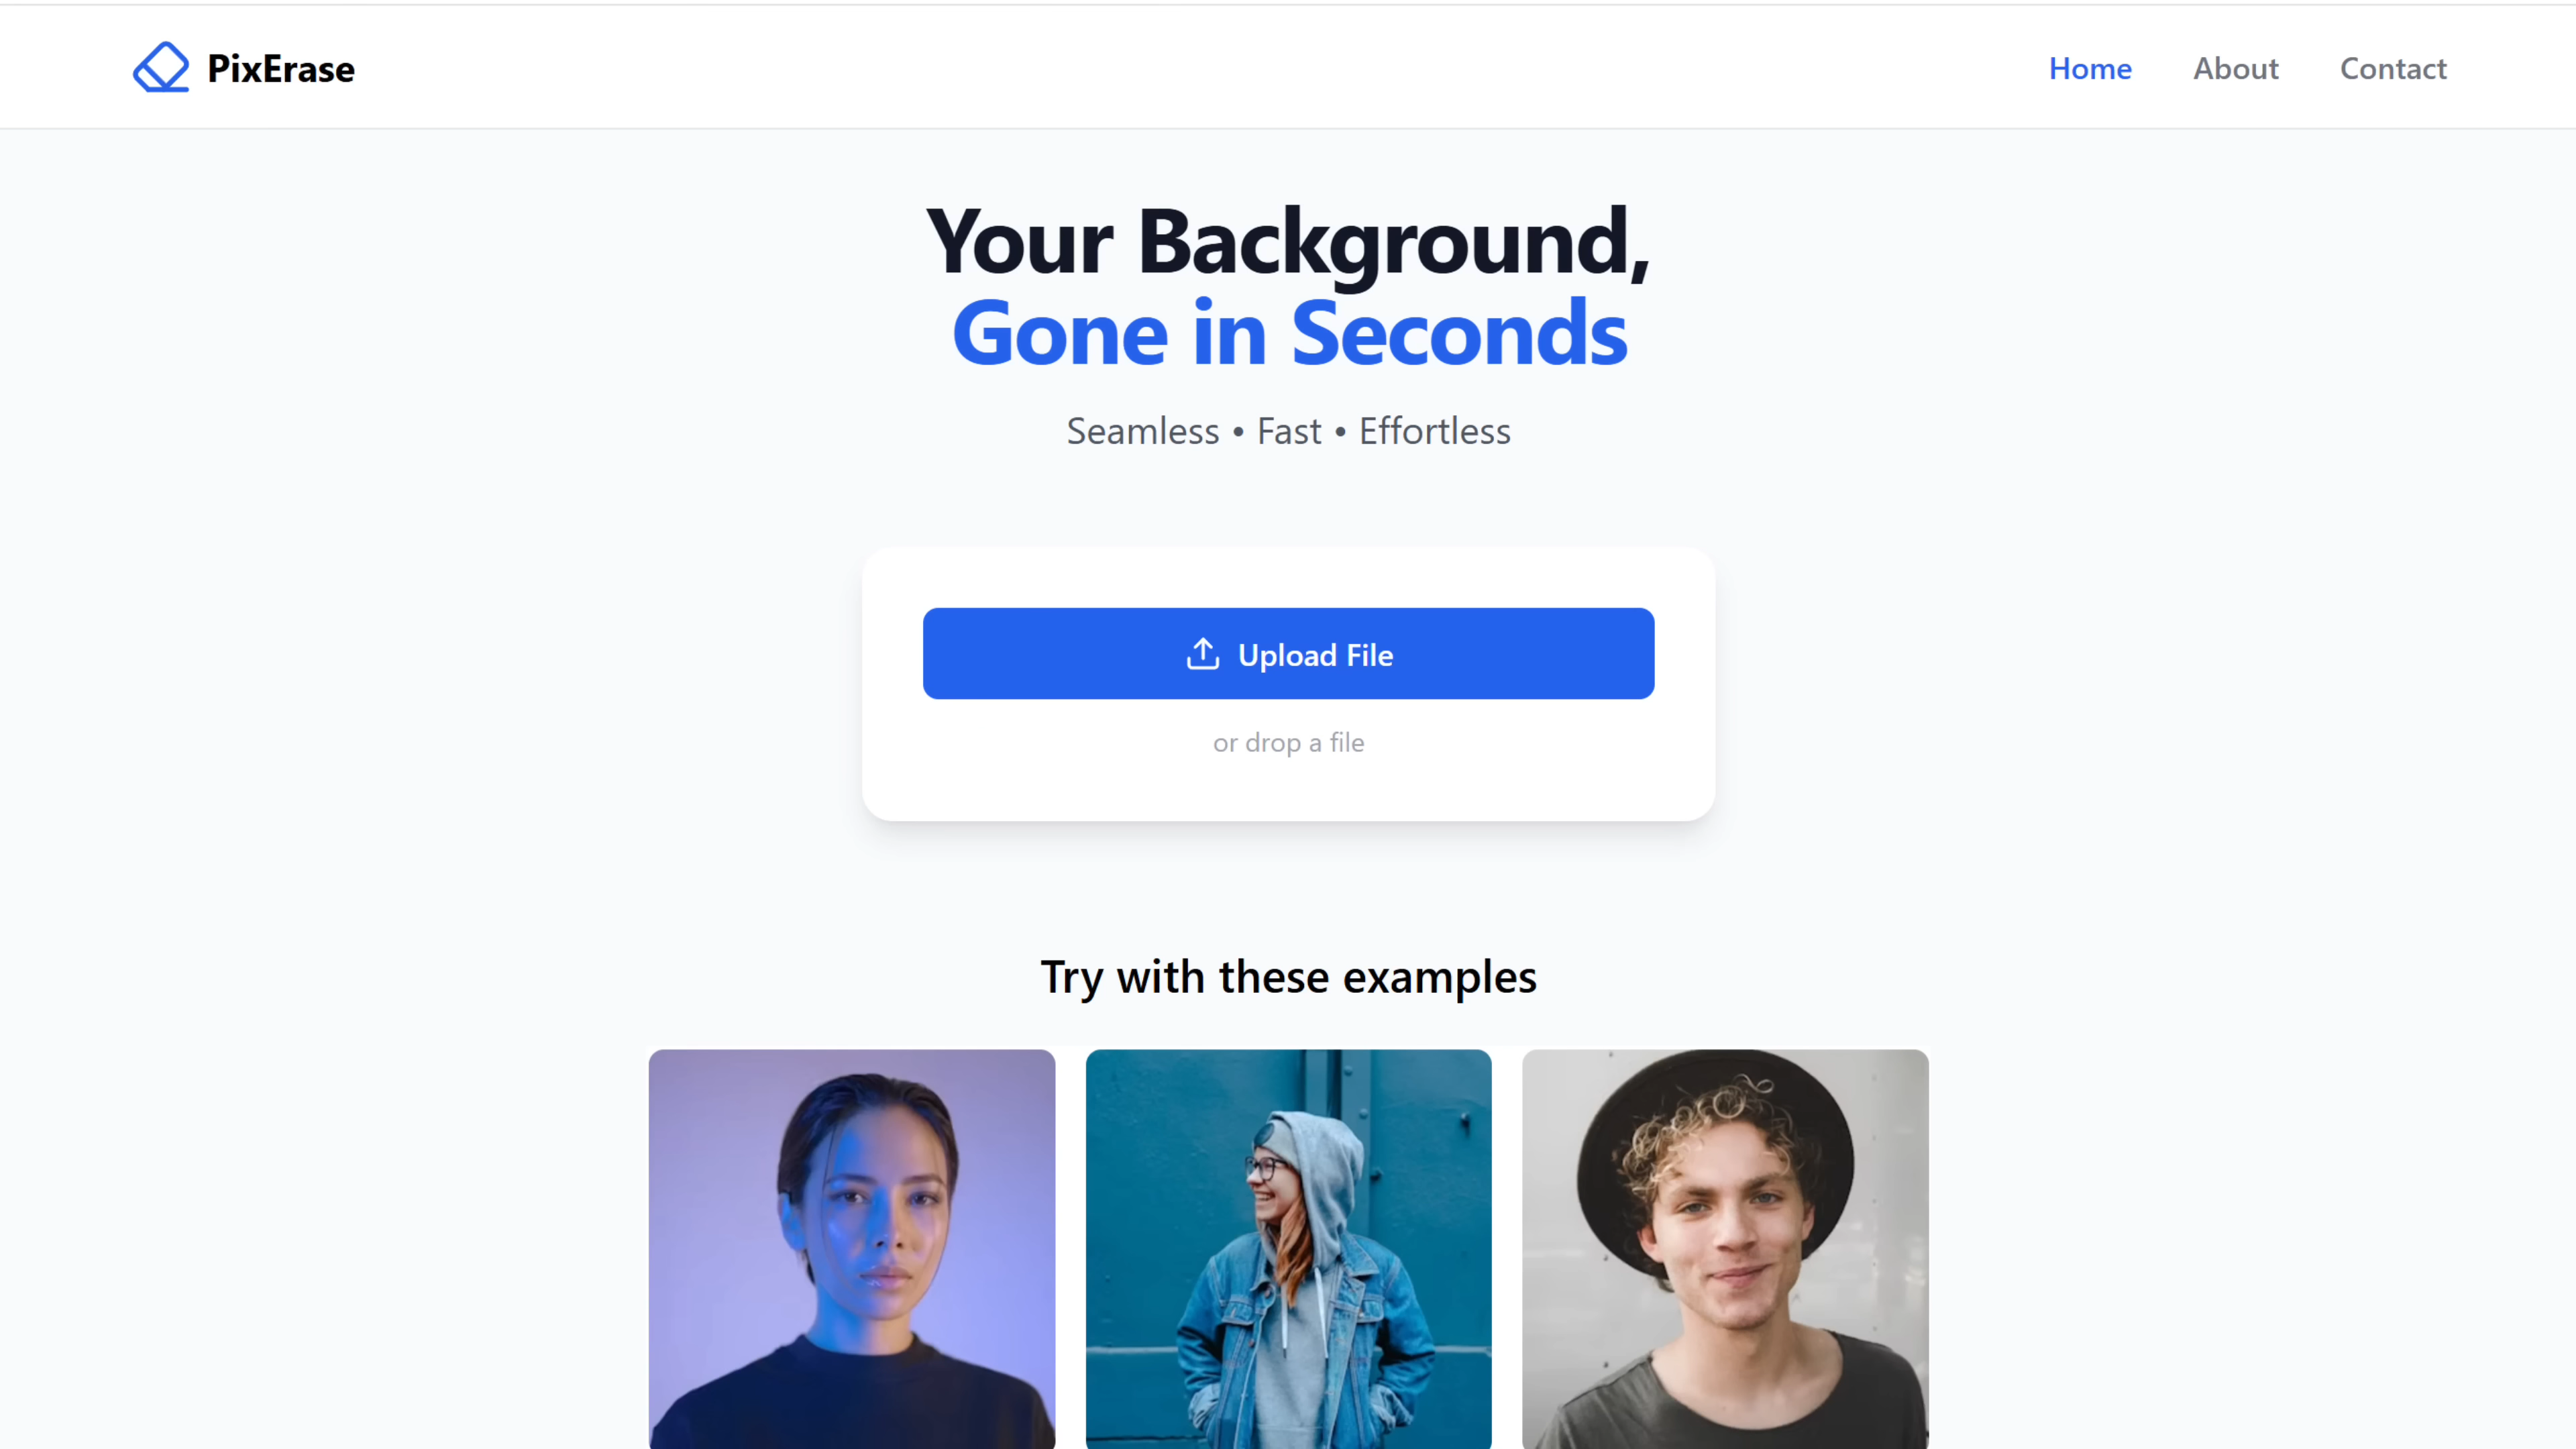 PixErase
Home
About
Contact
Your Background,
Gone in Seconds
Seamless • Fast • Effortless
Upload File
or drop a file
Try with these examples